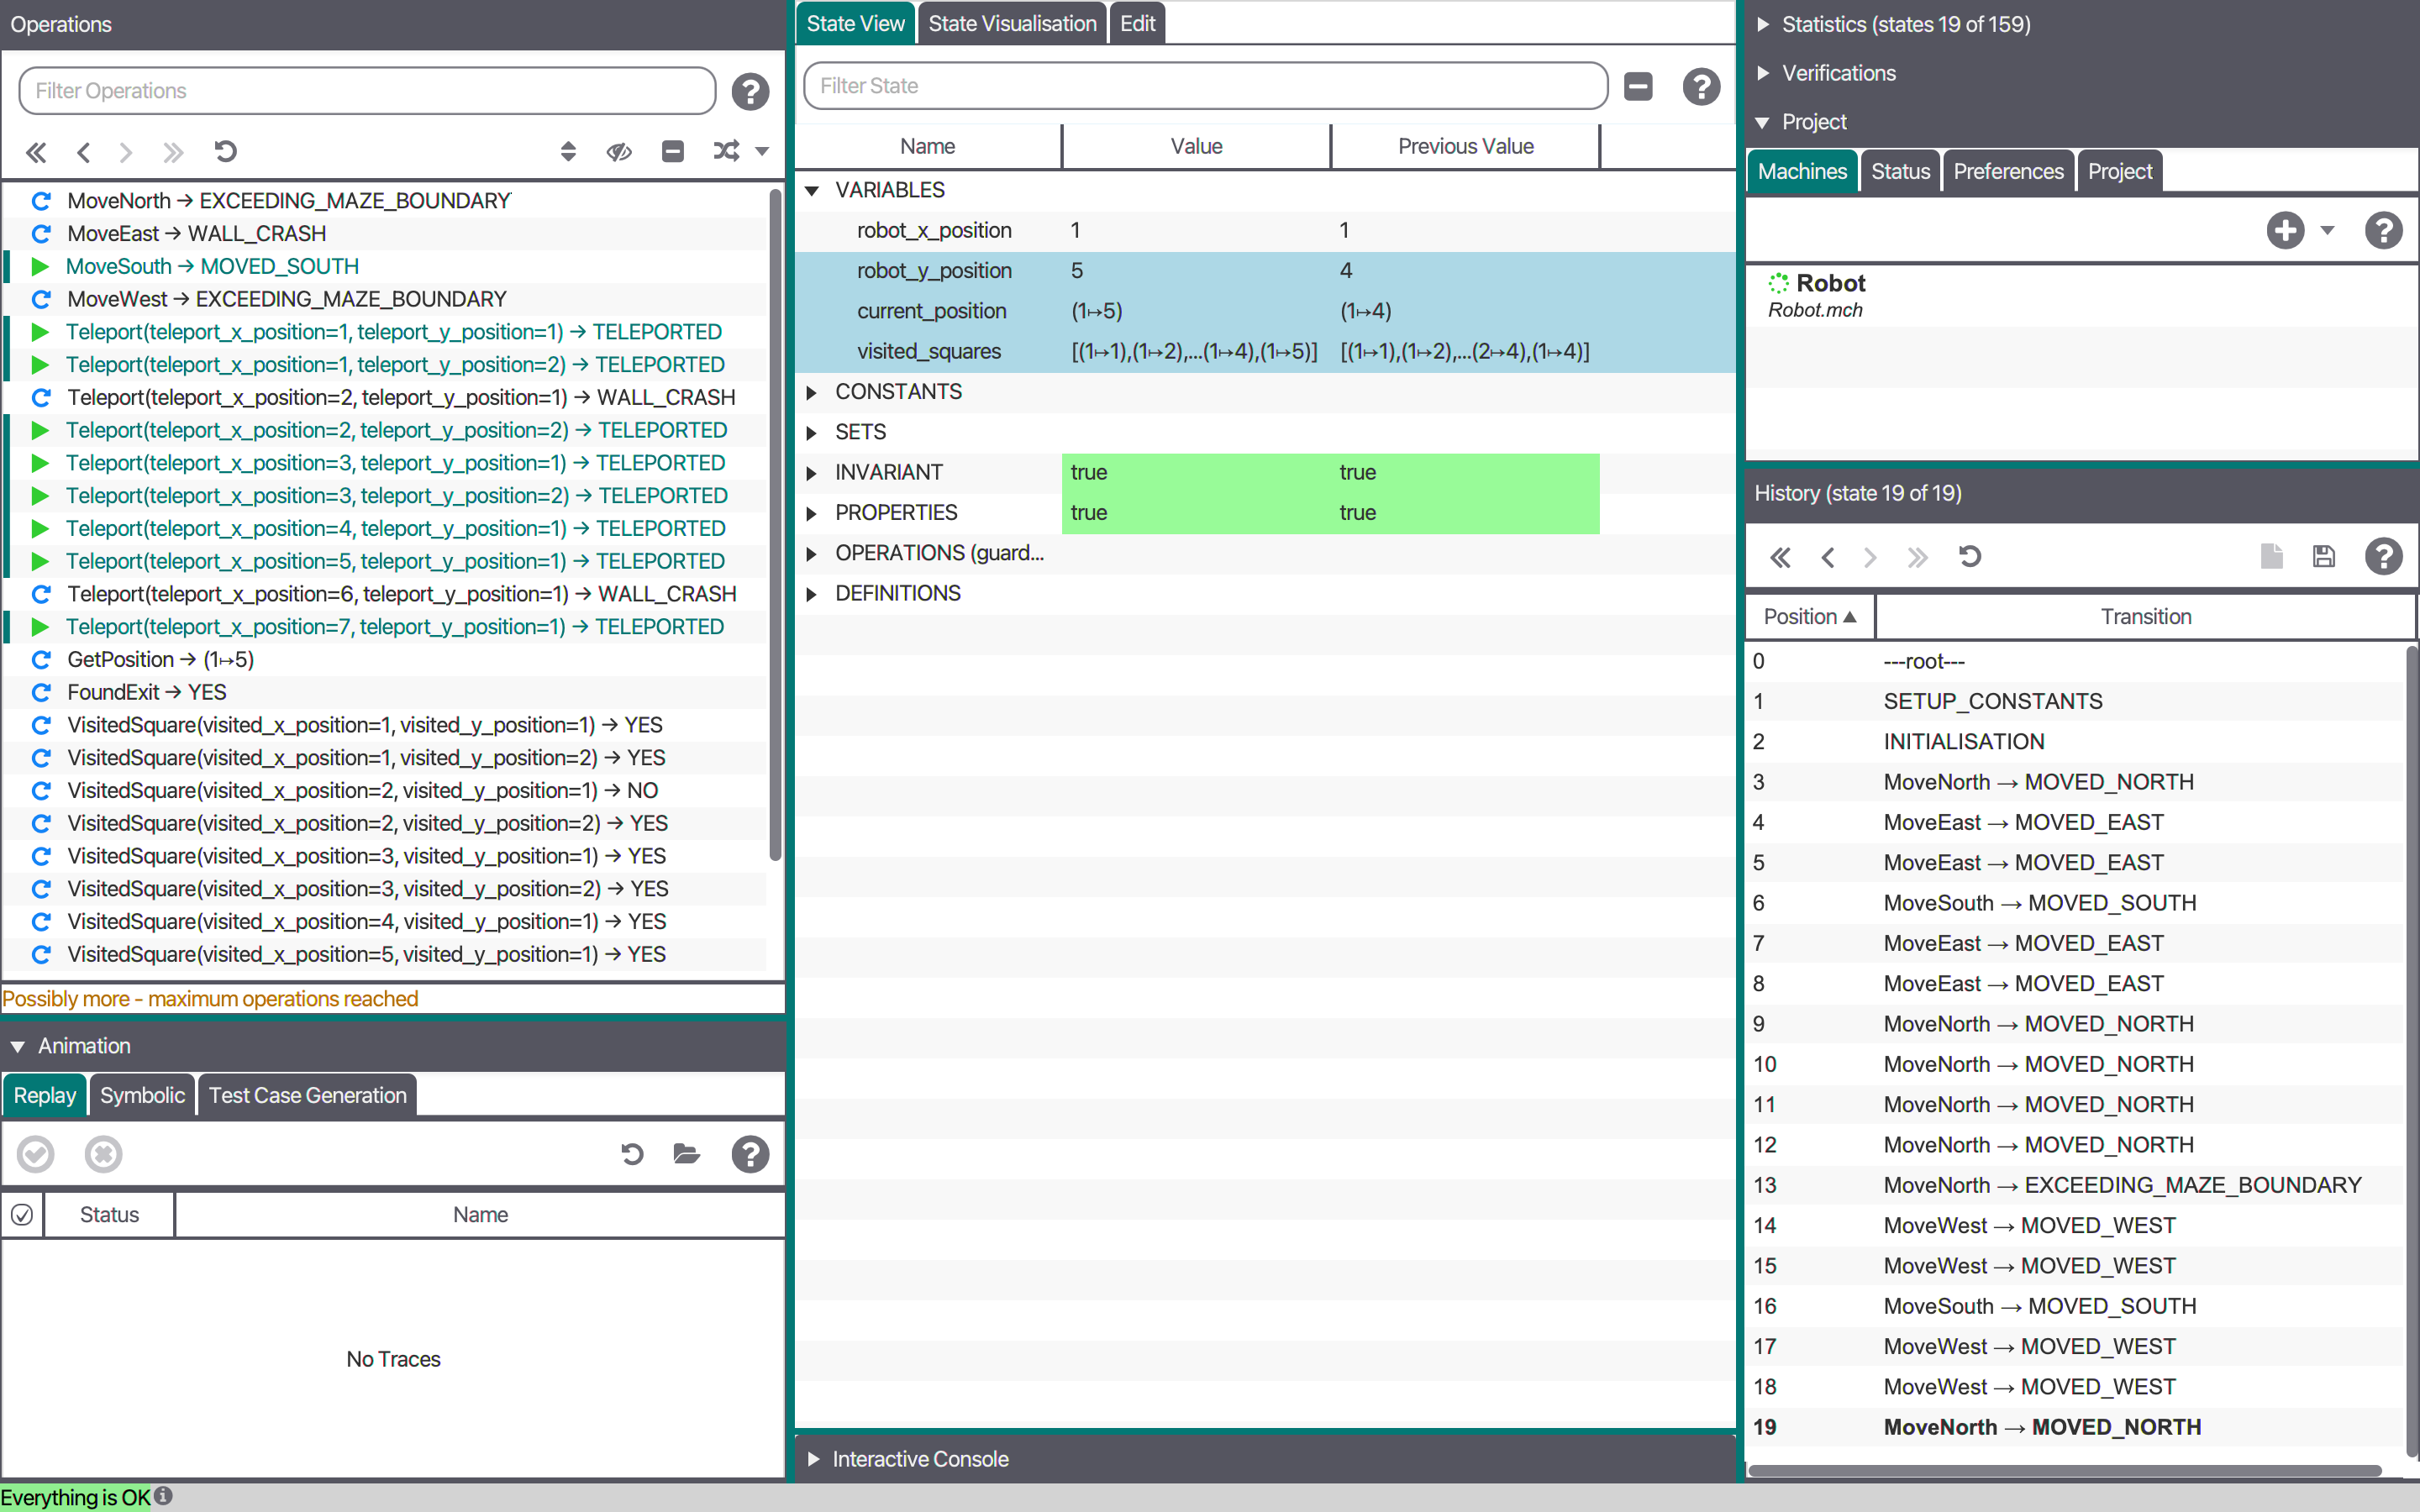 Operations
Filter Operations
MoveNorth → EXCEEDING_MAZE_BOUNDARY
MoveEast → WALL_CRASH
MoveSouth → MOVED_SOUTH
MoveWest → EXCEEDING_MAZE_BOUNDARY
Teleport(teleport_x_position=1, teleport_y_position=1) → TELEPORTED
Teleport(teleport_x_position=1, teleport_y_position=2) → TELEPORTED
Teleport(teleport_x_position=2, teleport_y_position=1) → WALL_CRASH
Teleport(teleport_x_position=2, teleport_y_position=2) → TELEPORTED
Teleport(teleport_x_position=3, teleport_y_position=1) → TELEPORTED
Teleport(teleport_x_position=3, teleport_y_position=2) → TELEPORTED
Teleport(teleport_x_position=4, teleport_y_position=1) → TELEPORTED
Teleport(teleport_x_position=5, teleport_y_position=1) → TELEPORTED
Teleport(teleport_x_position=6, teleport_y_position=1) → WALL_CRASH
Teleport(teleport_x_position=7, teleport_y_position=1) → TELEPORTED
GetPosition → (1↦5)
FoundExit → YES
VisitedSquare(visited_x_position=1, visited_y_position=1) → YES
VisitedSquare(visited_x_position=1, visited_y_position=2) → YES
VisitedSquare(visited_x_position=2, visited_y_position=1) → NO
VisitedSquare(visited_x_position=2, visited_y_position=2) → YES
VisitedSquare(visited_x_position=3, visited_y_position=1) → YES
VisitedSquare(visited_x_position=3, visited_y_position=2) → YES
VisitedSquare(visited_x_position=4, visited_y_position=1) → YES
VisitedSquare(visited_x_position=5, visited_y_position=1) → YES
Possibly more - maximum operations reached
Animation
Replay Symbolic Test Case Generation
Status Name
No Traces
Everything is OK
State View State Visualisation Edit
Filter State
Name Value Previous Value
VARIABLES
robot_x_position 1 1
robot_y_position 5 4
current_position (1↦5) (1↦4)
visited_squares [(1↦1),(1↦2),...(1↦4),(1↦5)] [(1↦1),(1↦2),...(2↦4),(1↦4)]
CONSTANTS
SETS
INVARIANT true true
PROPERTIES true true
OPERATIONS (guard...
DEFINITIONS
Interactive Console
Statistics (states 19 of 159)
Verifications
Project
Machines Status Preferences Project
Robot
Robot.mch
History (state 19 of 19)
Position Transition
0 ---root---
1 SETUP_CONSTANTS
2 INITIALISATION
3 MoveNorth → MOVED_NORTH
4 MoveEast → MOVED_EAST
5 MoveEast → MOVED_EAST
6 MoveSouth → MOVED_SOUTH
7 MoveEast → MOVED_EAST
8 MoveEast → MOVED_EAST
9 MoveNorth → MOVED_NORTH
10 MoveNorth → MOVED_NORTH
11 MoveNorth → MOVED_NORTH
12 MoveNorth → MOVED_NORTH
13 MoveNorth → EXCEEDING_MAZE_BOUNDARY
14 MoveWest → MOVED_WEST
15 MoveWest → MOVED_WEST
16 MoveSouth → MOVED_SOUTH
17 MoveWest → MOVED_WEST
18 MoveWest → MOVED_WEST
19 MoveNorth → MOVED_NORTH